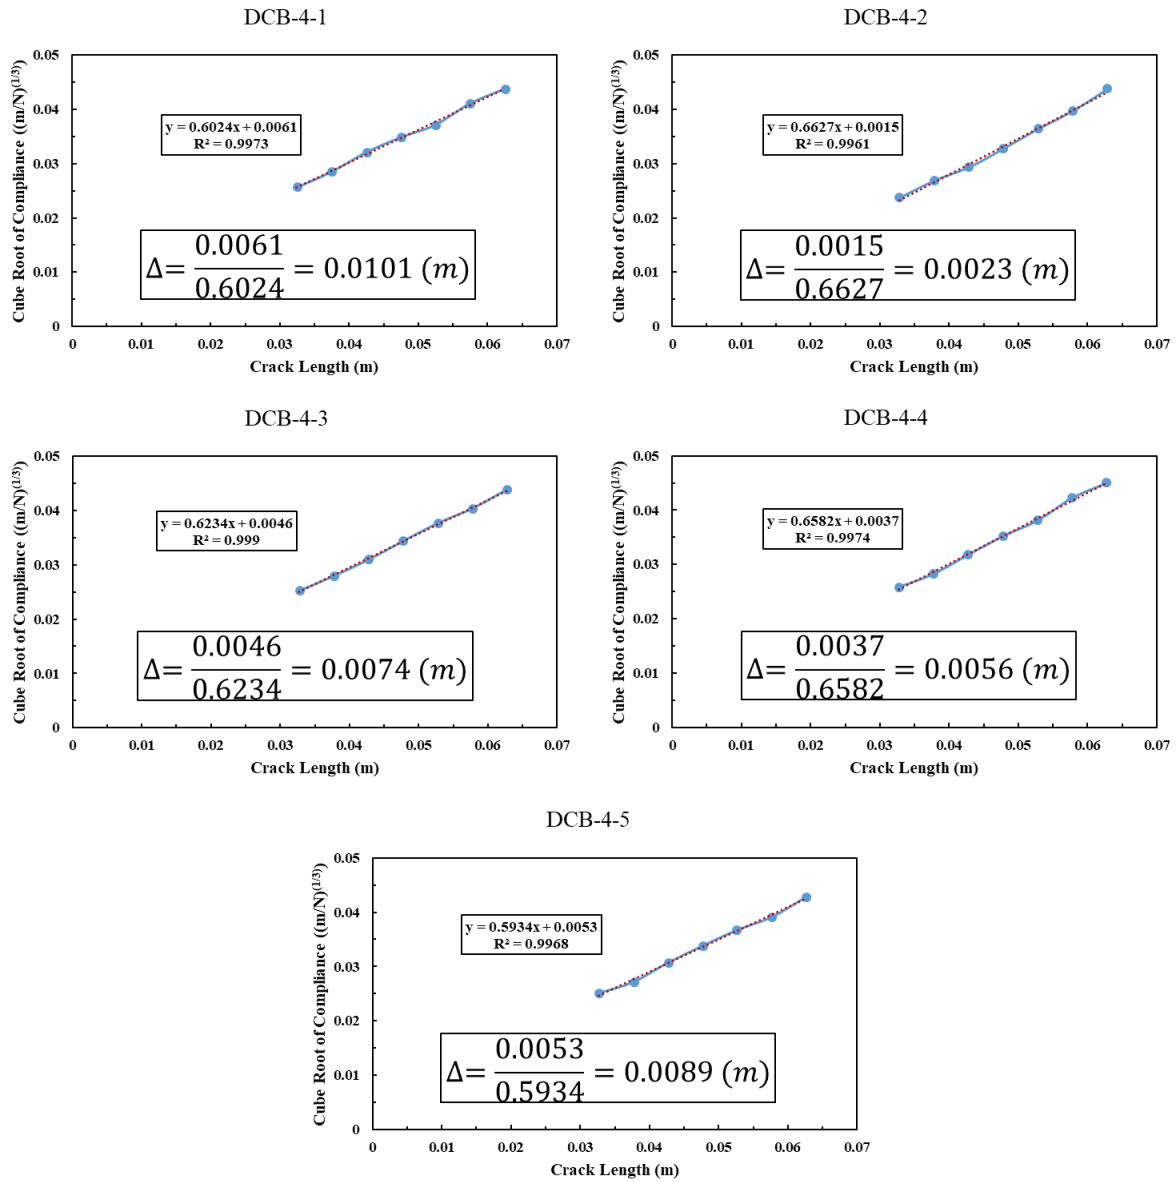 DCB-4-1
Cube Root of Compliance ((m/N)^(1/3))
0.05
0.04
0.03
0.02
0.01
0
y = 0.6024x + 0.0061
R² = 0.9973
Δ= 0.0061/0.6024 = 0.0101 (m)
0 0.01 0.02 0.03 0.04 0.05 0.06 0.07
Crack Length (m)
DCB-4-2
Cube Root of Compliance ((m/N)^(1/3))
0.05
0.04
0.03
0.02
0.01
0
y = 0.6627x + 0.0015
R² = 0.9961
Δ= 0.0015/0.6627 = 0.0023 (m)
0 0.01 0.02 0.03 0.04 0.05 0.06 0.07
Crack Length (m)
DCB-4-3
Cube Root of Compliance ((m/N)^(1/3))
0.05
0.04
0.03
0.02
0.01
0
y = 0.6234x + 0.0046
R² = 0.999
Δ= 0.0046/0.6234 = 0.0074 (m)
0 0.01 0.02 0.03 0.04 0.05 0.06 0.07
Crack Length (m)
DCB-4-4
Cube Root of Compliance ((m/N)^(1/3))
0.05
0.04
0.03
0.02
0.01
0
y = 0.6582x + 0.0037
R² = 0.9974
Δ= 0.0037/0.6582 = 0.0056 (m)
0 0.01 0.02 0.03 0.04 0.05 0.06 0.07
Crack Length (m)
DCB-4-5
Cube Root of Compliance ((m/N)^(1/3))
0.05
0.04
0.03
0.02
0.01
0
y = 0.5934x + 0.0053
R² = 0.9968
Δ= 0.0053/0.5934 = 0.0089 (m)
0 0.01 0.02 0.03 0.04 0.05 0.06 0.07
Crack Length (m)